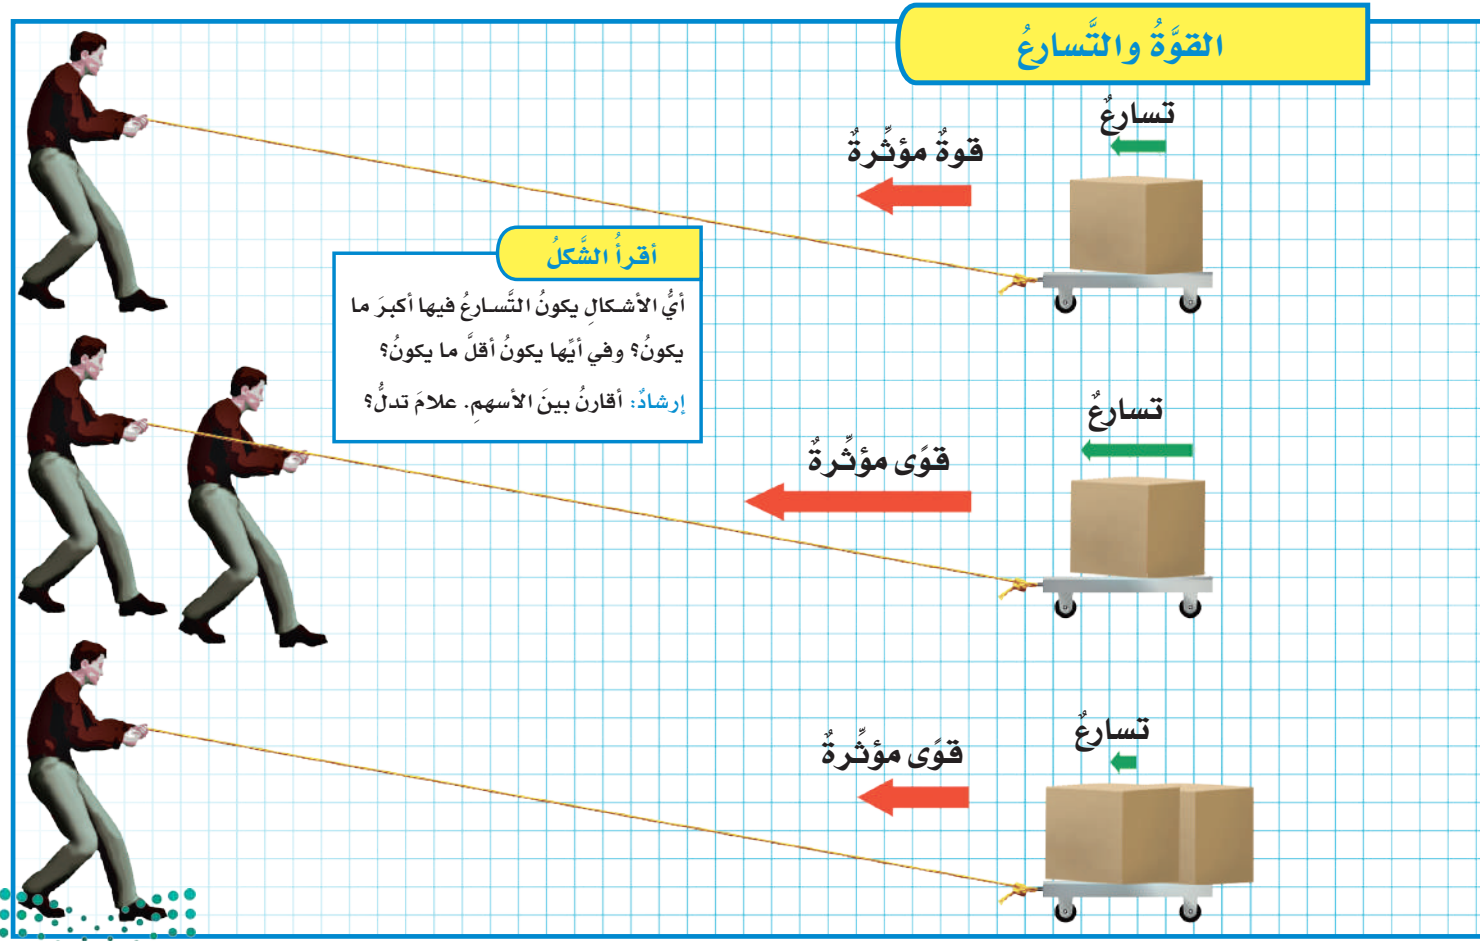 القوَّةُ والتَّسارعُ
تسارعٌ
قوةٌ مؤثِّرةٌ
أقرأُ الشَّكلُ
أيُّ الأشكالِ يكونُ التَّسارعُ فيها أكبرَ ما
يكونُ؟ وفي أيِّها يكونُ أقلَّ ما يكونُ؟
إرشادٌ: أقارنُ بينَ الأسهمِ. علامَ تدلُّ؟
تسارعٌ
قوًى مؤثِّرةٌ
تسارعٌ
قوًى مؤثِّرةٌ